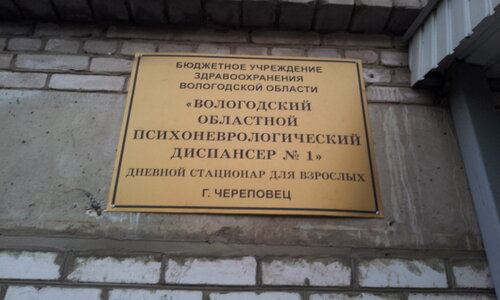 БЮДЖЕТНОЕ УЧРЕЖДЕНИЕ
ЗДРАВООХРАНЕНИЯ
ВОЛОГОДСКОЙ ОБЛАСТИ
«ВОЛОГОДСКИЙ
ОБЛАСТНОЙ
ПСИХОНЕВРОЛОГИЧЕСКИЙ
ДИСПАНСЕР № 1»
ДНЕВНОЙ СТАЦИОНАР ДЛЯ ВЗРОСЛЫХ
Г. ЧЕРЕПОВЕЦ